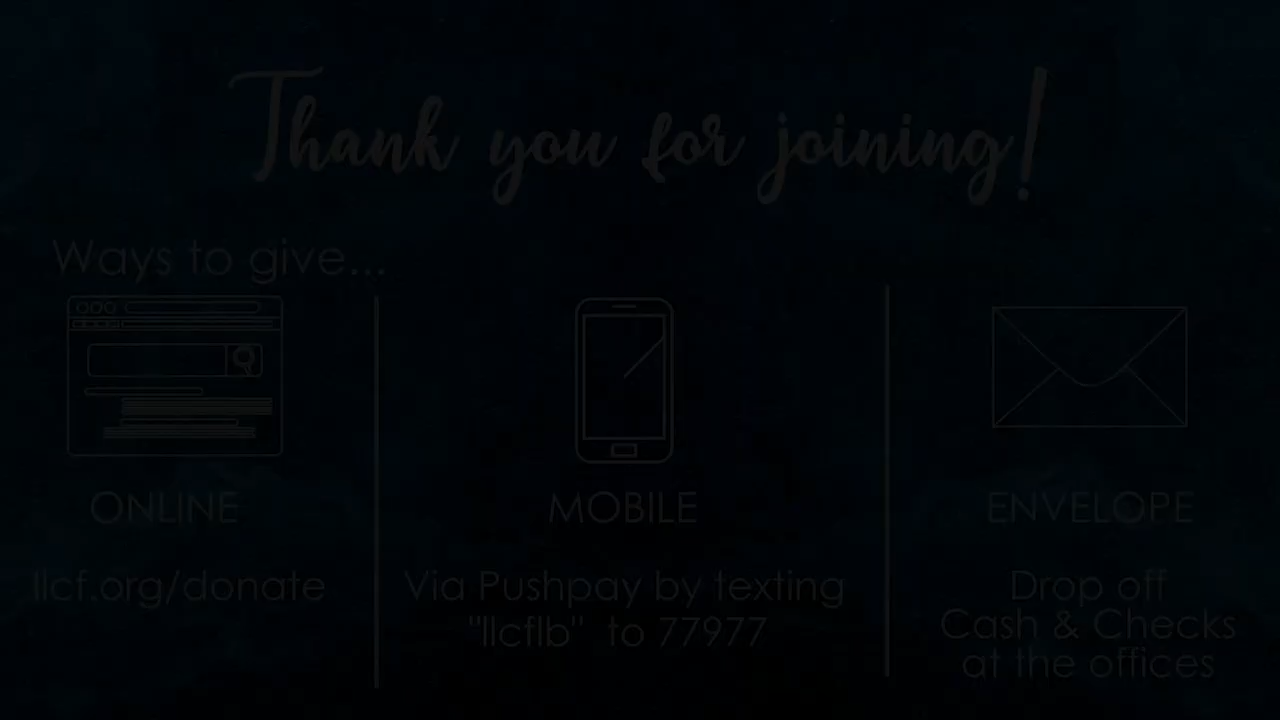 Thank you for joining!
Ways to give...
ONLINE
llcf.org/donate
MOBILE
Via Pushpay by texting
"llcflb" to 77977
ENVELOPE
Drop off
Cash & Checks
at the offices